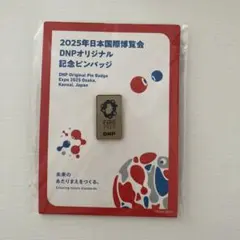 2025年日本国際博覧会
DNPオリジナル
記念ピンバッジ
DNP Original Pin Badge
Expo 2025 Osaka,
Kansai, Japan
EXPO
2025
DNP
未来の
あたりまえをつくる。